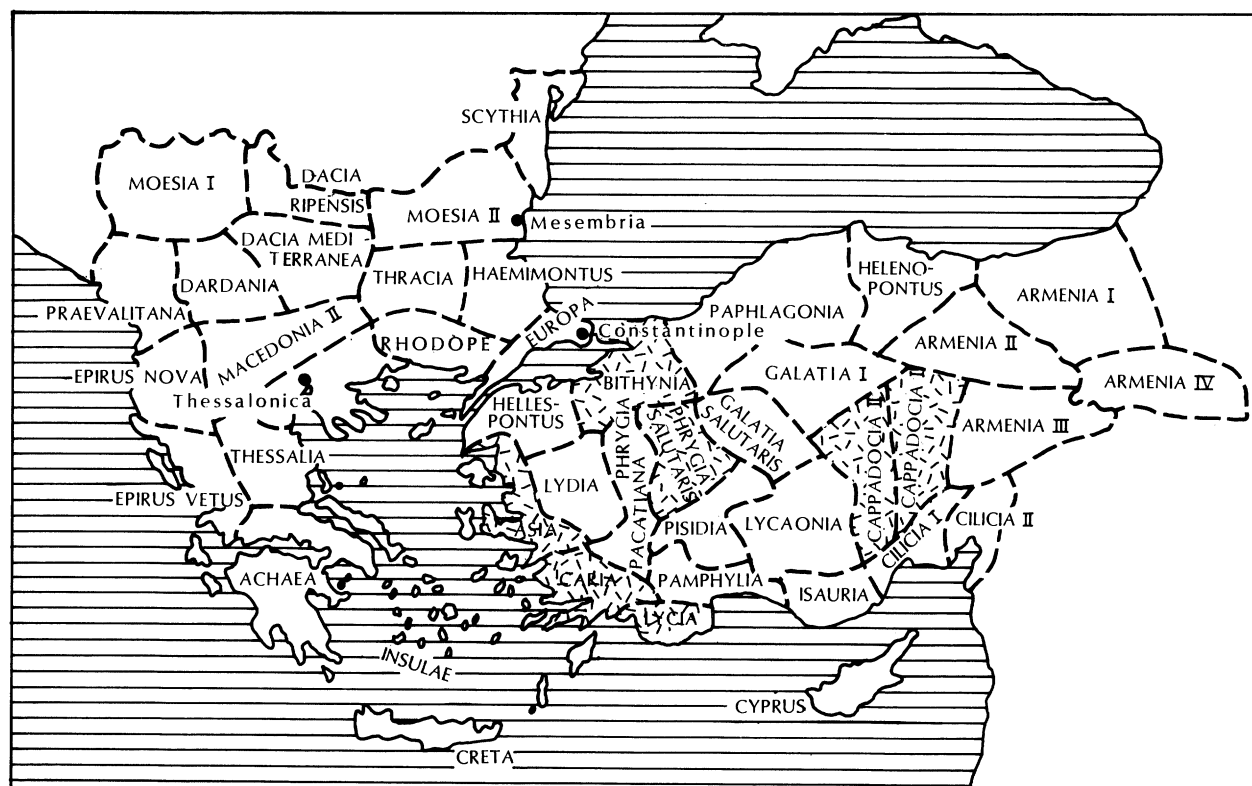 SCYTHIA
MOESIA I
DACIA
RIPENSIS
MOESIA II
Mesembria
DACIA MEDI
TERRANEA
THRACIA
HAEMIMONTUS
DARDANIA
PRAEVALITANA
MACEDONIA II
RHODOPE
EUROPA
Constantinople
EPIRUS NOVA
Thessalonica
THESSALIA
EPIRUS VETUS
ACHAEA
INSULAE
CRETA
CYPRUS
HELENO-
PONTUS
PAPHLAGONIA
ARMENIA I
ARMENIA II
ARMENIA IV
ARMENIA III
GALATIA I
BITHYNIA
HELLES-
PONTUS
PHRYGIA
PACATIANA
PHRYGIA
SALUTARIS
GALATIA
SALUTARIS
CAPPADOCIA II
CAPPADOCIA I
LYDIA
ASIA
CARIA
PISIDIA
LYCAONIA
PAMPHYLIA
LYCIA
ISAURIA
CILICIA I
CILICIA II